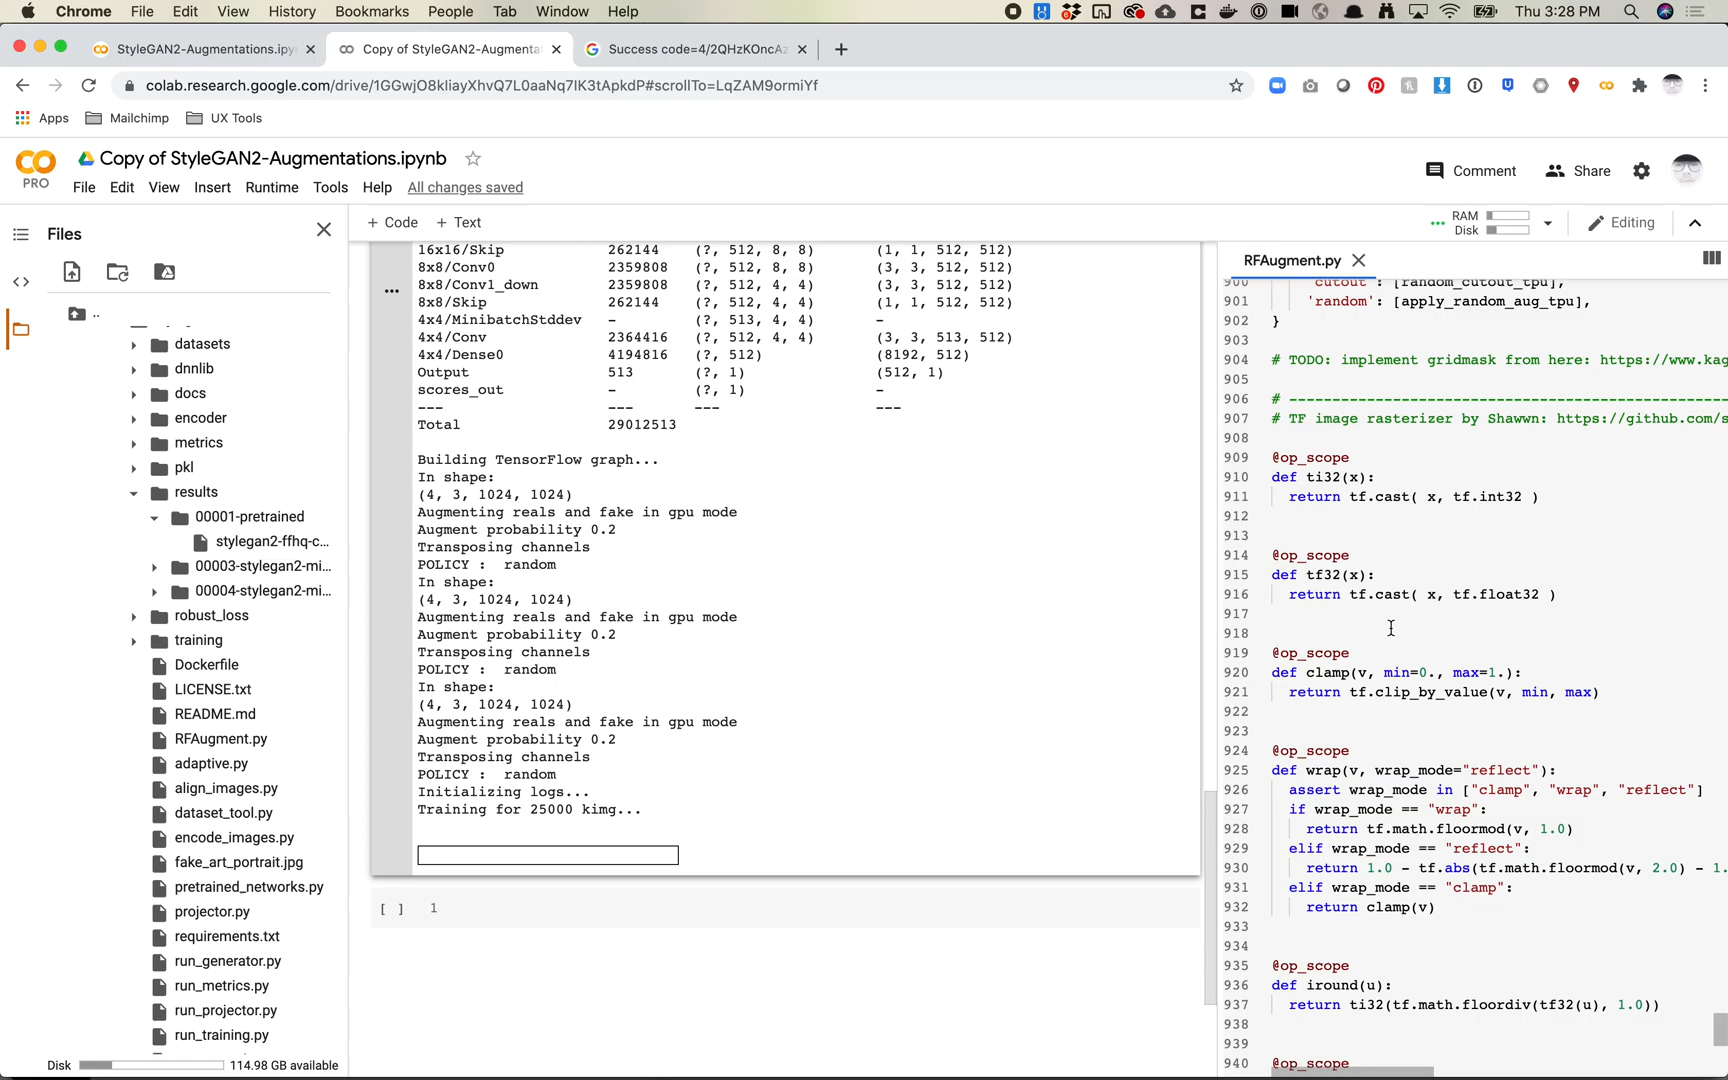 Chrome File Edit View History Bookmarks People Tab Window Help Thu 3:28 PM
StyleGAN2-Augmentations.ipy
Copy of StyleGAN2-Augmenta
Success code=4/2QHzKOncA
colab.research.google.com/drive/1GGwjO8kliayXhvQ7L0aaNq7IK3tApkdP#scrollTo=LqZAM9ormiYf
Apps Mailchimp UX Tools
CO
PRO
Copy of StyleGAN2-Augmentations.ipynb
File Edit View Insert Runtime Tools Help All changes saved
Comment Share
Files
+ Code + Text
RAM
Disk
Editing
..
datasets
dnnlib
docs
encoder
metrics
pkl
results
00001-pretrained
stylegan2-ffhq-c...
00003-stylegan2-mi...
00004-stylegan2-mi...
robust_loss
training
Dockerfile
LICENSE.txt
README.md
RFAugment.py
adaptive.py
align_images.py
dataset_tool.py
encode_images.py
fake_art_portrait.jpg
pretrained_networks.py
projector.py
requirements.txt
run_generator.py
run_metrics.py
run_projector.py
run_training.py
Disk 114.98 GB available
16x16/Skip 262144 (?, 512, 8, 8) (1, 1, 512, 512)
8x8/Conv0 2359808 (?, 512, 8, 8) (3, 3, 512, 512)
8x8/Conv1_down 2359808 (?, 512, 4, 4) (3, 3, 512, 512)
8x8/Skip 262144 (?, 512, 4, 4) (1, 1, 512, 512)
4x4/MinibatchStddev - (?, 513, 4, 4) -
4x4/Conv 2364416 (?, 512, 4, 4) (3, 3, 513, 512)
4x4/Dense0 4194816 (?, 512) (8192, 512)
Output 513 (?, 1) (512, 1)
scores_out - (?, 1) -
--- --- --- ---
Total 29012513
Building TensorFlow graph...
In shape:
(4, 3, 1024, 1024)
Augmenting reals and fake in gpu mode
Augment probability 0.2
Transposing channels
POLICY : random
In shape:
(4, 3, 1024, 1024)
Augmenting reals and fake in gpu mode
Augment probability 0.2
Transposing channels
POLICY : random
In shape:
(4, 3, 1024, 1024)
Augmenting reals and fake in gpu mode
Augment probability 0.2
Transposing channels
POLICY : random
Initializing logs...
Training for 25000 kimg...
[ ] 1
RFAugment.py
900 'cutout': [random_cutout_tpu],
901 'random': [apply_random_aug_tpu],
902 }
903
904 # TODO: implement gridmask from here: https://www.kag
905
906 # ---------------------------------------------------
907 # TF image rasterizer by Shawwn: https://github.com/s
908
909 @op_scope
910 def ti32(x):
911 return tf.cast( x, tf.int32 )
912
913
914 @op_scope
915 def tf32(x):
916 return tf.cast( x, tf.float32 )
917
918
919 @op_scope
920 def clamp(v, min=0., max=1.):
921 return tf.clip_by_value(v, min, max)
922
923
924 @op_scope
925 def wrap(v, wrap_mode="reflect"):
926 assert wrap_mode in ["clamp", "wrap", "reflect"]
927 if wrap_mode == "wrap":
928 return tf.math.floormod(v, 1.0)
929 elif wrap_mode == "reflect":
930 return 1.0 - tf.abs(tf.math.floormod(v, 2.0) - 1.
931 elif wrap_mode == "clamp":
932 return clamp(v)
933
934
935 @op_scope
936 def iround(u):
937 return ti32(tf.math.floordiv(tf32(u), 1.0))
938
939
940 @op_scope